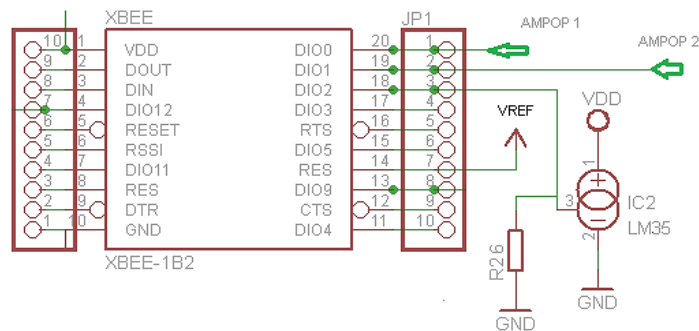 XBEE JP1
AMPOP 1
AMPOP 2
10 1 VDD DIO0 20 1
9 2 DOUT DIO1 19 2
8 3 DIN DIO2 18 3
7 4 DIO12 DIO3 17 4
6 5 RESET RTS 16 5
5 6 RSSI DIO5 15 6
4 7 DIO11 RES 14 7
3 8 RES DIO9 13 8
2 9 DTR CTS 12 9
1 10 GND DIO4 11 10
XBEE-1B2
VREF
VDD
1
3
2
IC2
LM35
R26
GND
GND